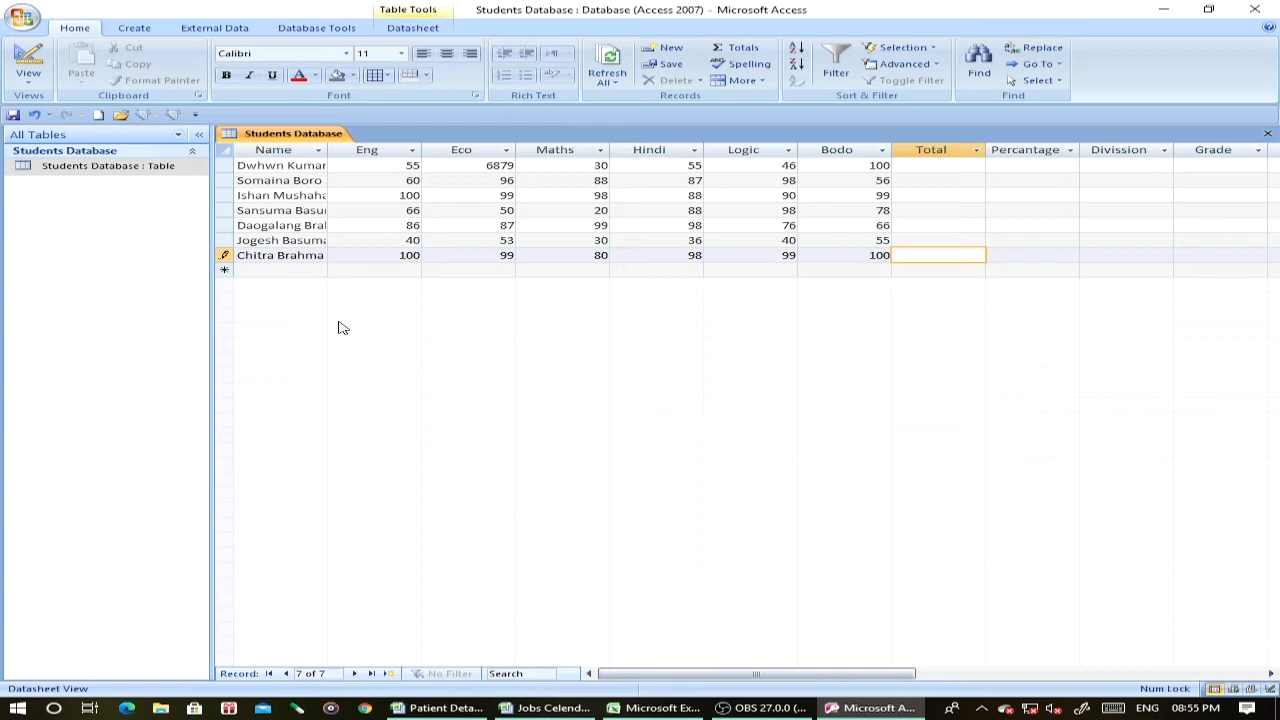 Table Tools
Students Database : Database (Access 2007) - Microsoft Access
Home Create External Data Database Tools Datasheet
View
Views
Paste
Cut
Copy
Format Painter
Clipboard
Calibri 11
B I U A
Font
Rich Text
Refresh All
New
Save
Delete
Totals
Spelling
More
Records
Filter
Selection
Advanced
Toggle Filter
Sort & Filter
Find
Replace
Go To
Select
Find
All Tables
Students Database
Students Database : Table
Students Database
Name Eng Eco Maths Hindi Logic Bodo Total Percantage Divission Grade
Dwhwn Kumar 55 6879 30 55 46 100
Somaina Boro 60 96 88 87 98 56
Ishan Mushaha 100 99 98 88 90 99
Sansuma Basu 66 50 20 88 98 78
Daogalang Bra 86 87 99 98 76 66
Jogesh Basuma 40 53 30 36 40 55
Chitra Brahma 100 99 80 98 99 100
Record: 7 of 7 No Filter Search
Datasheet View Num Lock
Patient Deta... Jobs Celend... Microsoft Ex... OBS 27.0.0 (... Microsoft A... ENG 08:55 PM